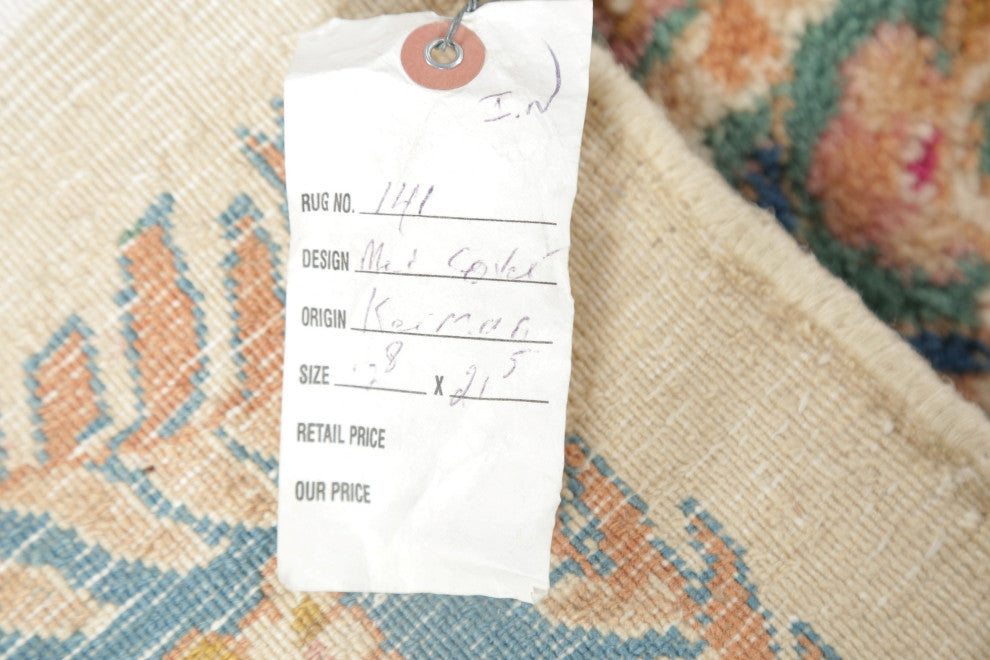 I.N
RUG NO. 141
DESIGN
ORIGIN Kerman
SIZE 8 X 21 5
RETAIL PRICE
OUR PRICE